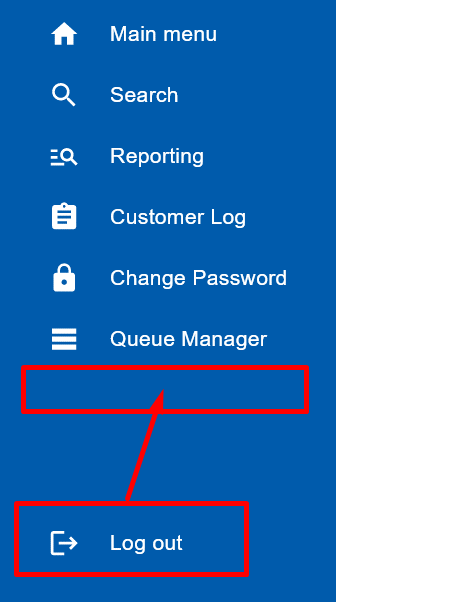 Main menu
Search
Reporting
Customer Log
Change Password
Queue Manager
Log out